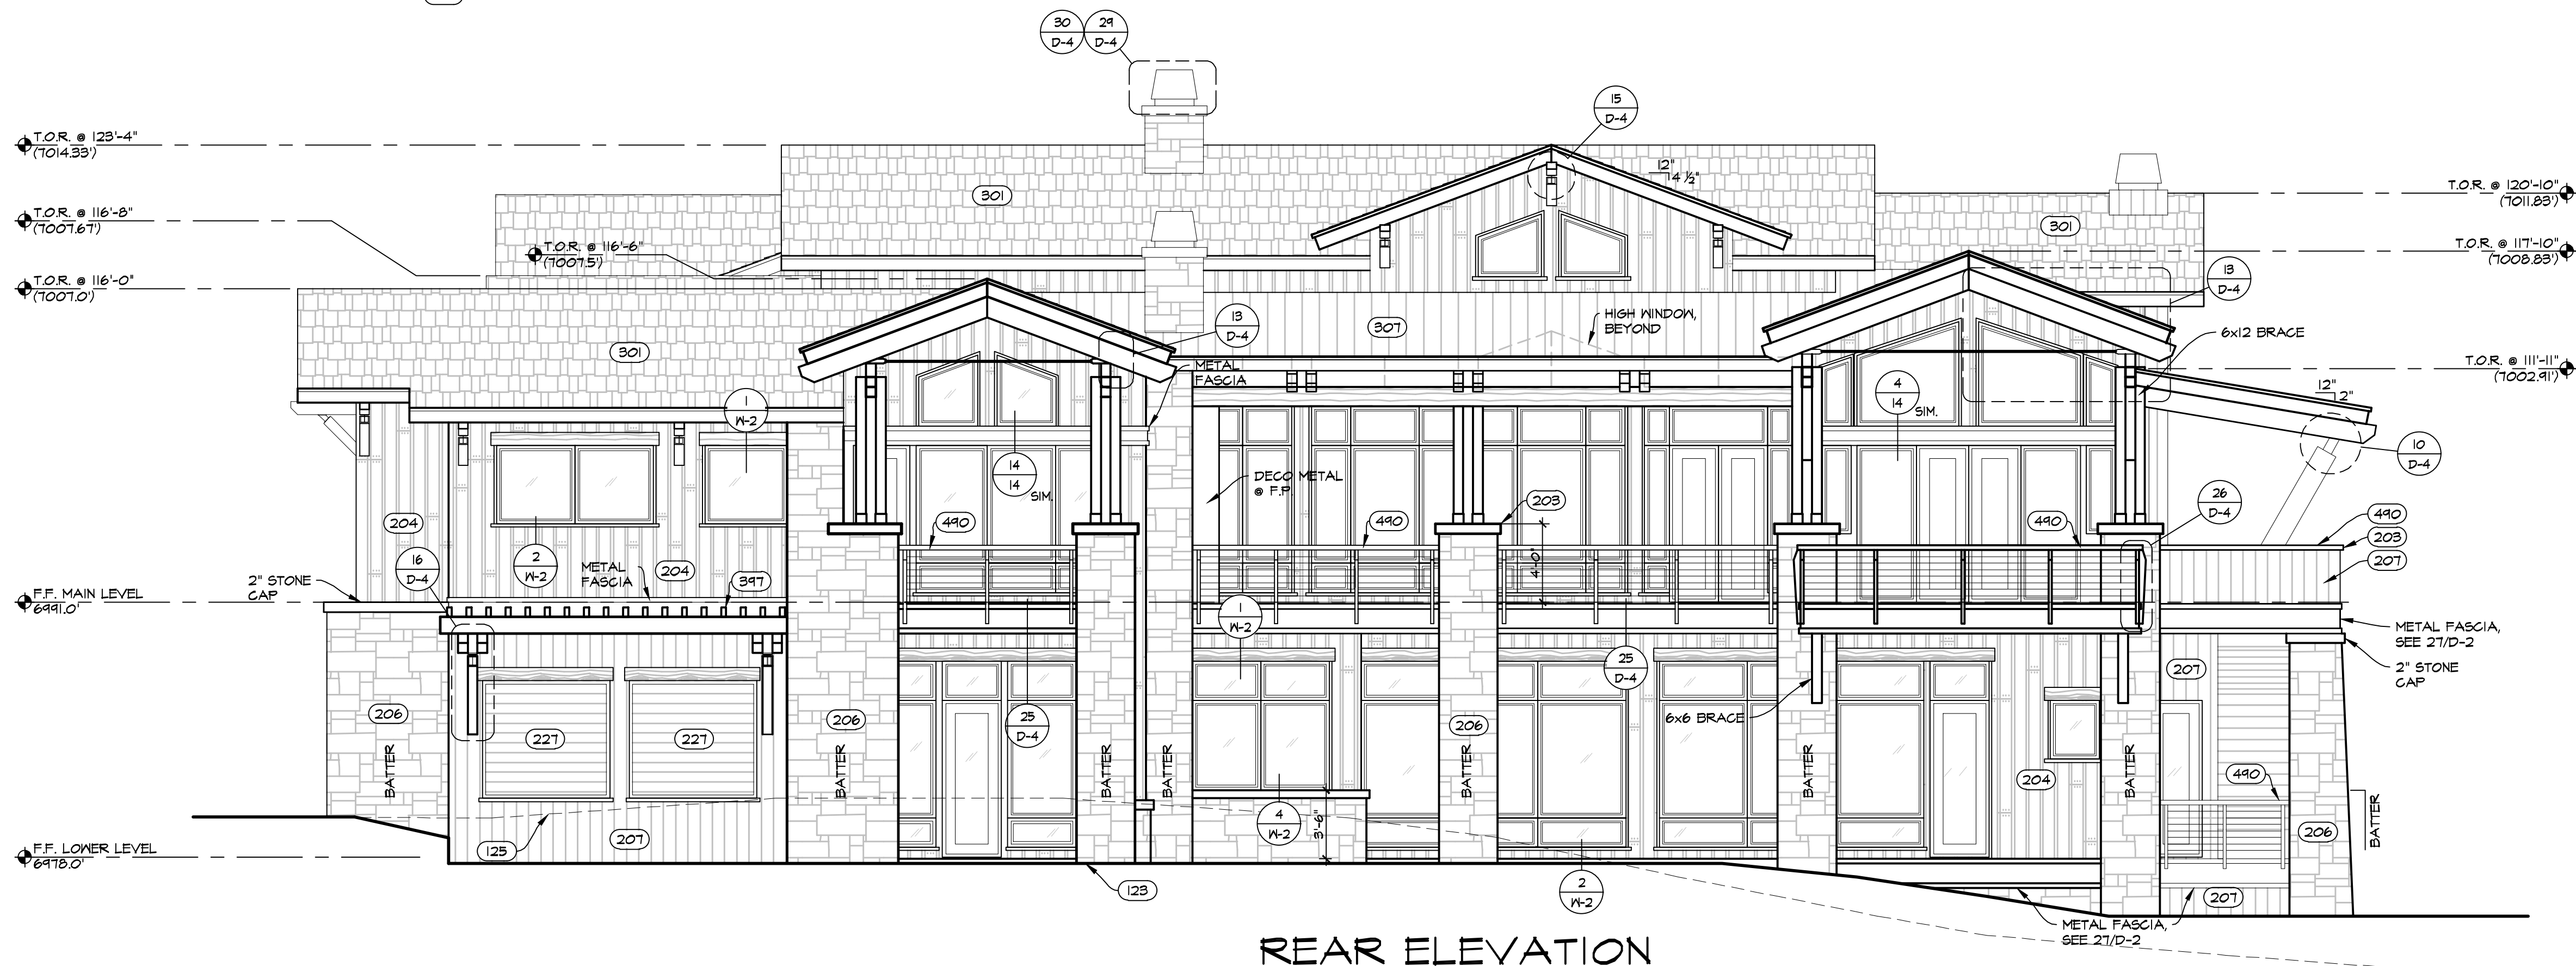 30
D-4
29
D-4
15
D-4
T.O.R. @ 123'-4"
(7014.33')
12"
4 1/2"
301
T.O.R. @ 120'-10"
(7011.83')
T.O.R. @ 116'-8"
(7007.67')
301
T.O.R. @ 116'-6"
(7007.5')
T.O.R. @ 117'-10"
(7008.83')
T.O.R. @ 116'-0"
(7007.0')
13
D-4
13
D-4
HIGH WINDOW,
BEYOND
307
6x12 BRACE
301
METAL
FASCIA
T.O.R. @ 111'-11"
(7002.91')
12"
2"
1
W-2
4
14
SIM.
10
D-4
14
14
SIM.
DECO METAL
@ F.P.
203
26
D-4
204
490
490
490
490
203
207
2
W-2
16
D-4
METAL
FASCIA
204
397
4'-0"
2" STONE
CAP
F.F. MAIN LEVEL
6991.0'
1
W-2
METAL FASCIA,
SEE 27/D-2
2" STONE
CAP
25
D-4
207
206
206
25
D-4
206
6x6 BRACE
227
227
BATTER
BATTER
BATTER
BATTER
BATTER
BATTER
BATTER
204
490
206
BATTER
4
W-2
3'-6"
125
207
F.F. LOWER LEVEL
6978.0'
123
2
W-2
207
METAL FASCIA,
SEE 27/D-2
REAR ELEVATION